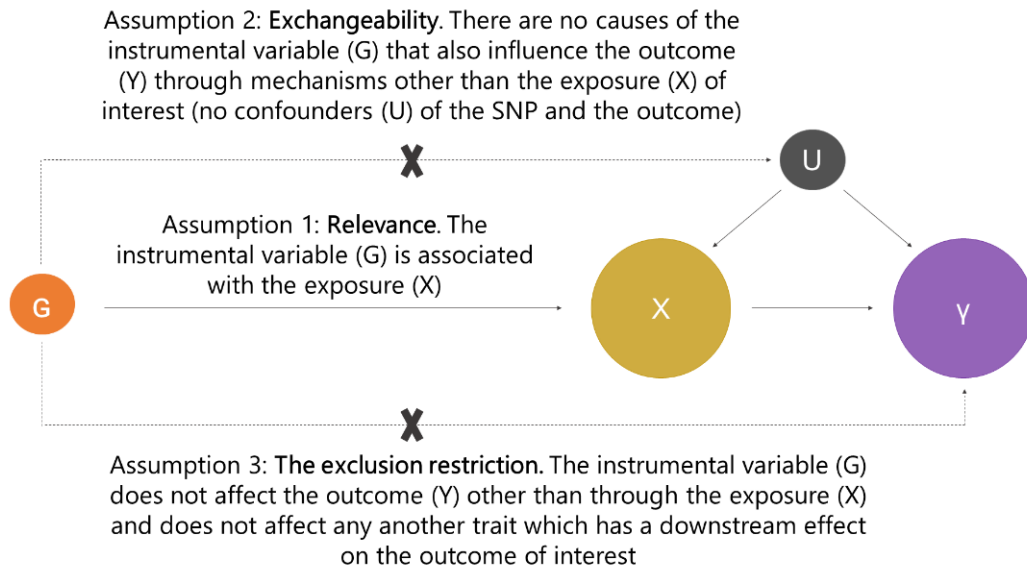 Assumption 2: Exchangeability. There are no causes of the
instrumental variable (G) that also influence the outcome
(Y) through mechanisms other than the exposure (X) of
interest (no confounders (U) of the SNP and the outcome)
U
Assumption 1: Relevance. The
instrumental variable (G) is associated
with the exposure (X)
G
X
γ
Assumption 3: The exclusion restriction. The instrumental variable (G)
does not affect the outcome (Y) other than through the exposure (X)
and does not affect any another trait which has a downstream effect
on the outcome of interest